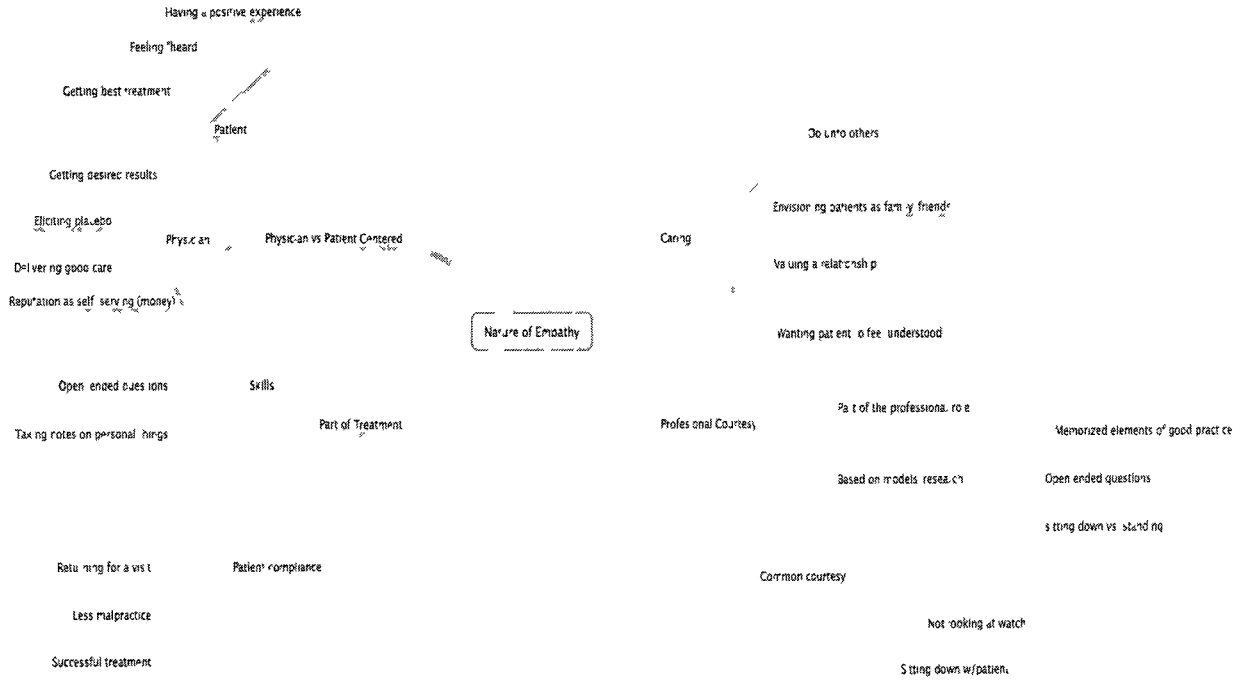 Having a positive experience
Feeling "heard
Getting best treatment
Patient
Getting desired results
Eliciting placebo
Physician
Physician vs Patient Centered
Delivering good care
Reputation as self serving (money)
Nature of Empathy
Open ended questions
Skills
Taking notes on personal things
Part of Treatment
Returning for a visit
Patient compliance
Less malpractice
Successful treatment
Do unto others
Envisioning patients as family friends
Caring
Valuing a relationship
Wanting patient to feel understood
Part of the professional role
Professional Courtesy
Memorized elements of good practice
Based on models, research
Open ended questions
sitting down vs. standing
Common courtesy
Not looking at watch
Sitting down w/patient